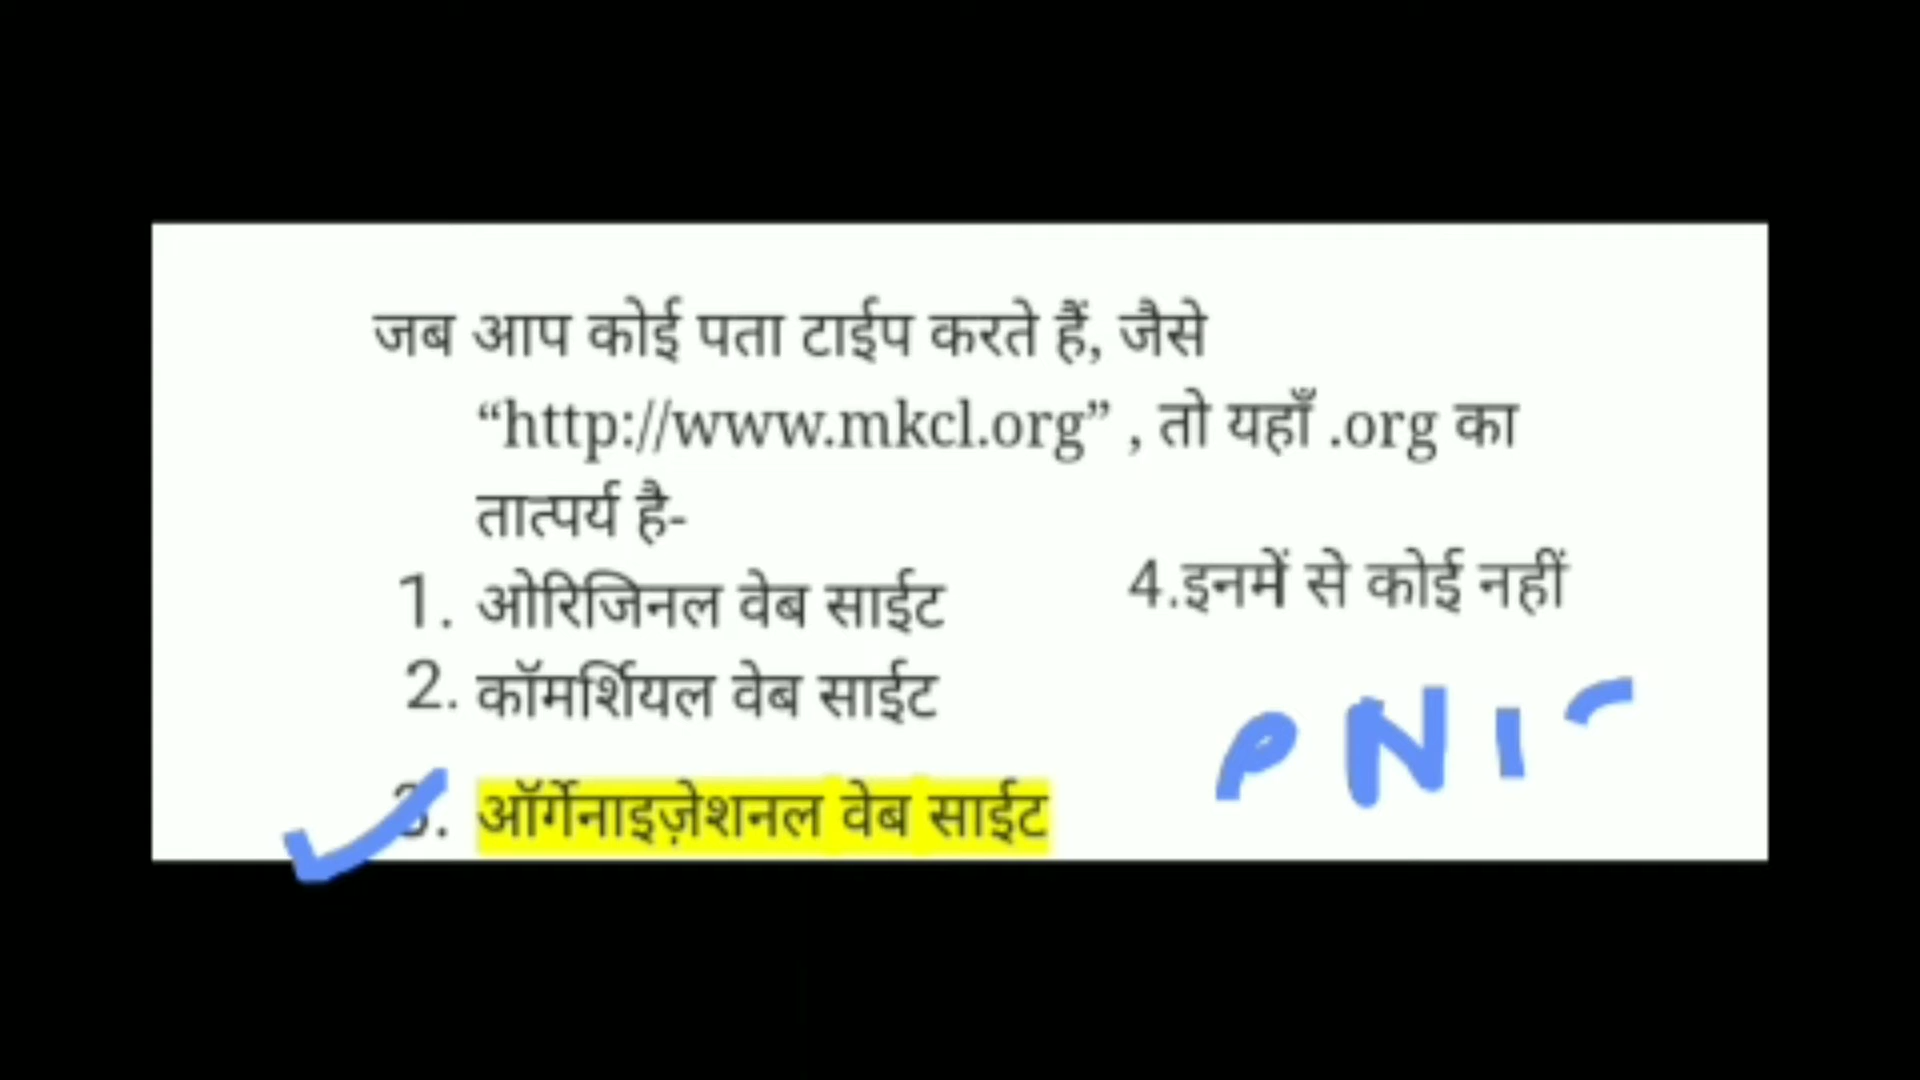 जब आप कोई पता टाईप करते हैं, जैसे
“http://www.mkcl.org” , तो यहाँ .org का
तात्पर्य है-
1. ओरिजिनल वेब साईट
2. कॉमर्शियल वेब साईट
3. ऑर्गेनाइज़ेशनल वेब साईट
4.इनमें से कोई नहीं